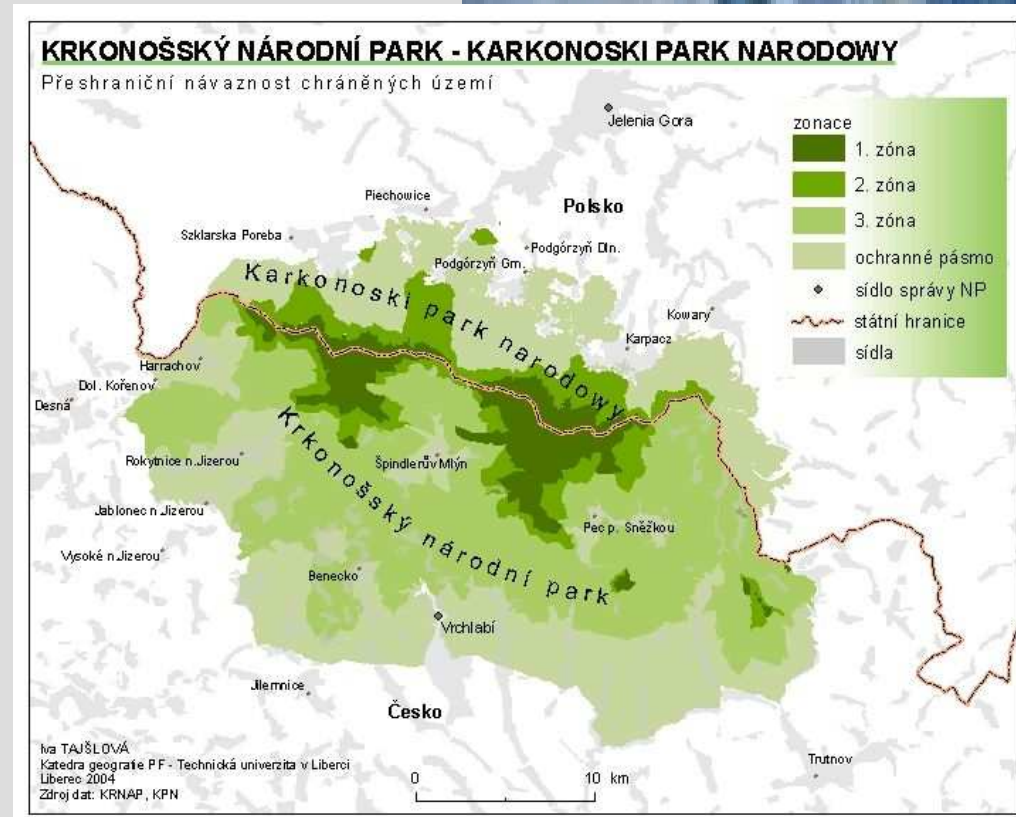 KRKONOŠSKÝ NÁRODNÍ PARK - KARKONOSKI PARK NARODOWY
Přeshraniční návaznost chráněných území
Jelenia Gora
zonace
1. zóna
2. zóna
3. zóna
ochranné pásmo
sídlo správy NP
státní hranice
sídla
Piechowice
Polsko
Szklarska Poreba
Podgórzyň Dln.
Podgórzyň Grn.
Karkonoski park narodowy
Kowary
Karpacz
Harrachov
Dol. Kořenov
Desná
Krkonošský národní park
Rokytnice n.Jizerou
Špindlerův Mlýn
Jablonec n.Jizerou
Pec p. Sněžkou
Vysoké n.Jizerou
Benecko
Vrchlabí
Jilemnice
Česko
Trutnov
Iva TAJŠLOVÁ
Katedra geografie PF - Technická univerzita v Liberci
Liberec 2004
Zdroj dat: KRNAP, KPN
0 10 km